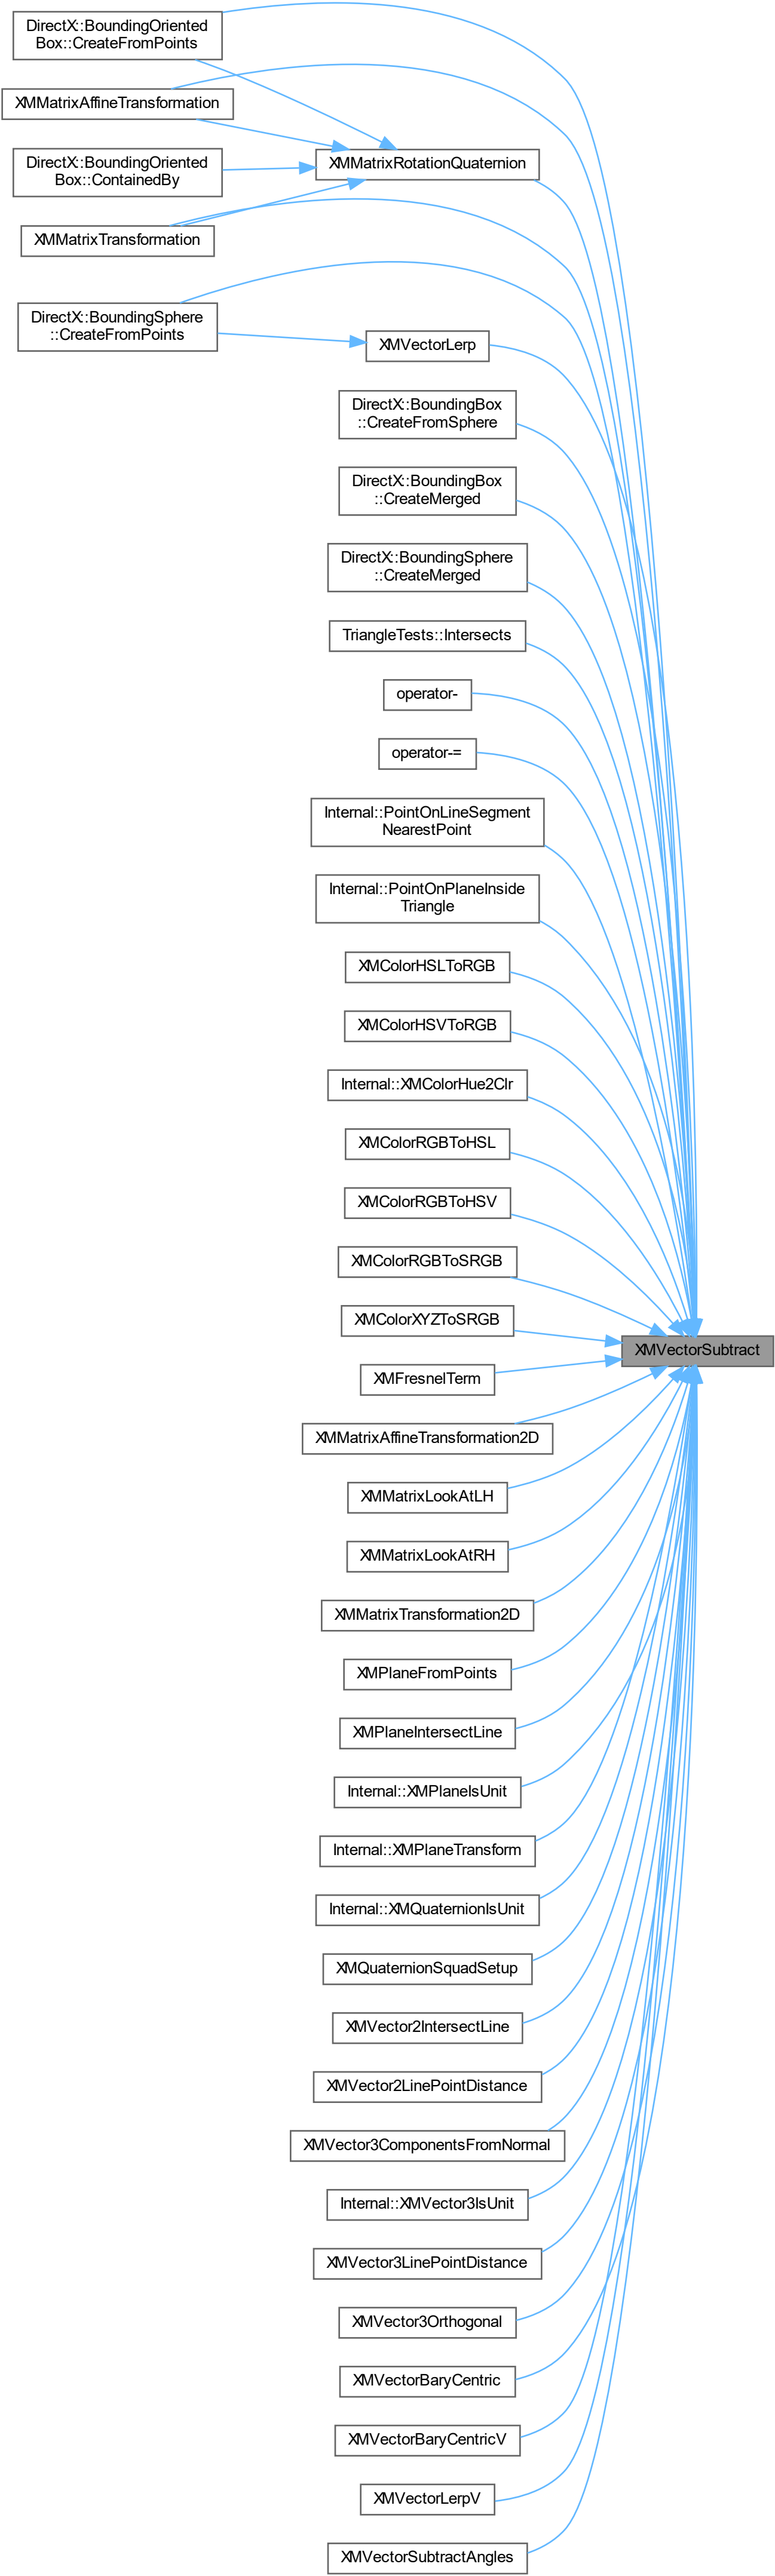 DirectX::BoundingOriented
Box::CreateFromPoints
XMMatrixAffineTransformation
XMMatrixRotationQuaternion
DirectX::BoundingOriented
Box::ContainedBy
XMMatrixTransformation
DirectX::BoundingSphere
::CreateFromPoints
XMVectorLerp
DirectX::BoundingBox
::CreateFromSphere
DirectX::BoundingBox
::CreateMerged
DirectX::BoundingSphere
::CreateMerged
TriangleTests::Intersects
operator-
operator-=
Internal::PointOnLineSegment
NearestPoint
Internal::PointOnPlaneInside
Triangle
XMColorHSLToRGB
XMColorHSVToRGB
Internal::XMColorHue2Clr
XMColorRGBToHSL
XMColorRGBToHSV
XMColorRGBToSRGB
XMColorXYZToSRGB
XMVectorSubtract
XMFresnelTerm
XMMatrixAffineTransformation2D
XMMatrixLookAtLH
XMMatrixLookAtRH
XMMatrixTransformation2D
XMPlaneFromPoints
XMPlaneIntersectLine
Internal::XMPlaneIsUnit
Internal::XMPlaneTransform
Internal::XMQuaternionIsUnit
XMQuaternionSquadSetup
XMVector2IntersectLine
XMVector2LinePointDistance
XMVector3ComponentsFromNormal
Internal::XMVector3IsUnit
XMVector3LinePointDistance
XMVector3Orthogonal
XMVectorBaryCentric
XMVectorBaryCentricV
XMVectorLerpV
XMVectorSubtractAngles